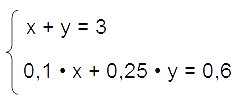 x + y = 3
0,1 • x + 0,25 • y = 0,6